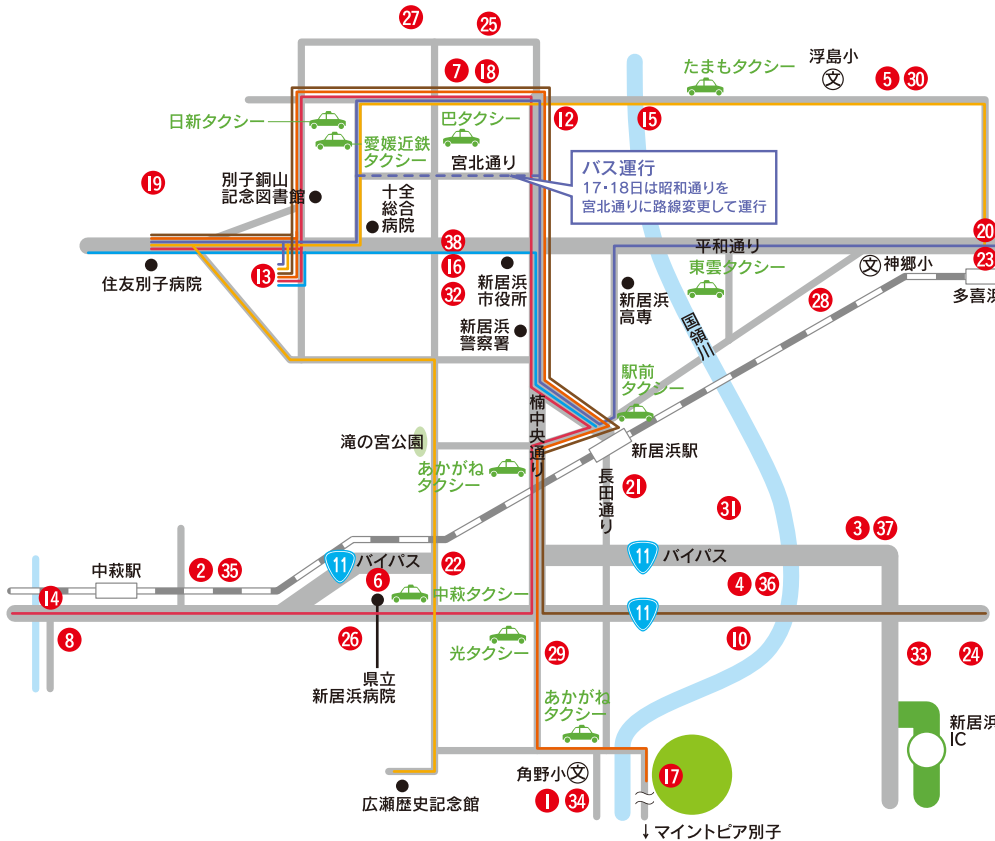 27
25
浮島小
文
7
18
たまもタクシー
5
30
日新タクシー
巴タクシー
12
15
愛媛近鉄
タクシー
宮北通り
バス運行
17・18日は昭和通りを
宮北通りに路線変更して運行
19
別子銅山
記念図書館
十全
総合
病院
20
38
平和通り
13
16
新居浜
市役所
東雲タクシー
文
神郷小
23
住友別子病院
32
新居浜
高専
28
多喜浜
新居浜
警察署
国領川
駅前
タクシー
楠中央通り
滝の宮公園
新居浜駅
あかがね
タクシー
長田通り
21
31
3
37
中萩駅
2
35
11
バイパス
22
11
バイパス
6
4
36
14
中萩タクシー
11
8
26
光タクシー
29
10
33
24
県立
新居浜病院
あかがね
タクシー
新居浜
IC
角野小
文
17
1
34
広瀬歴史記念館
↓マイントピア別子